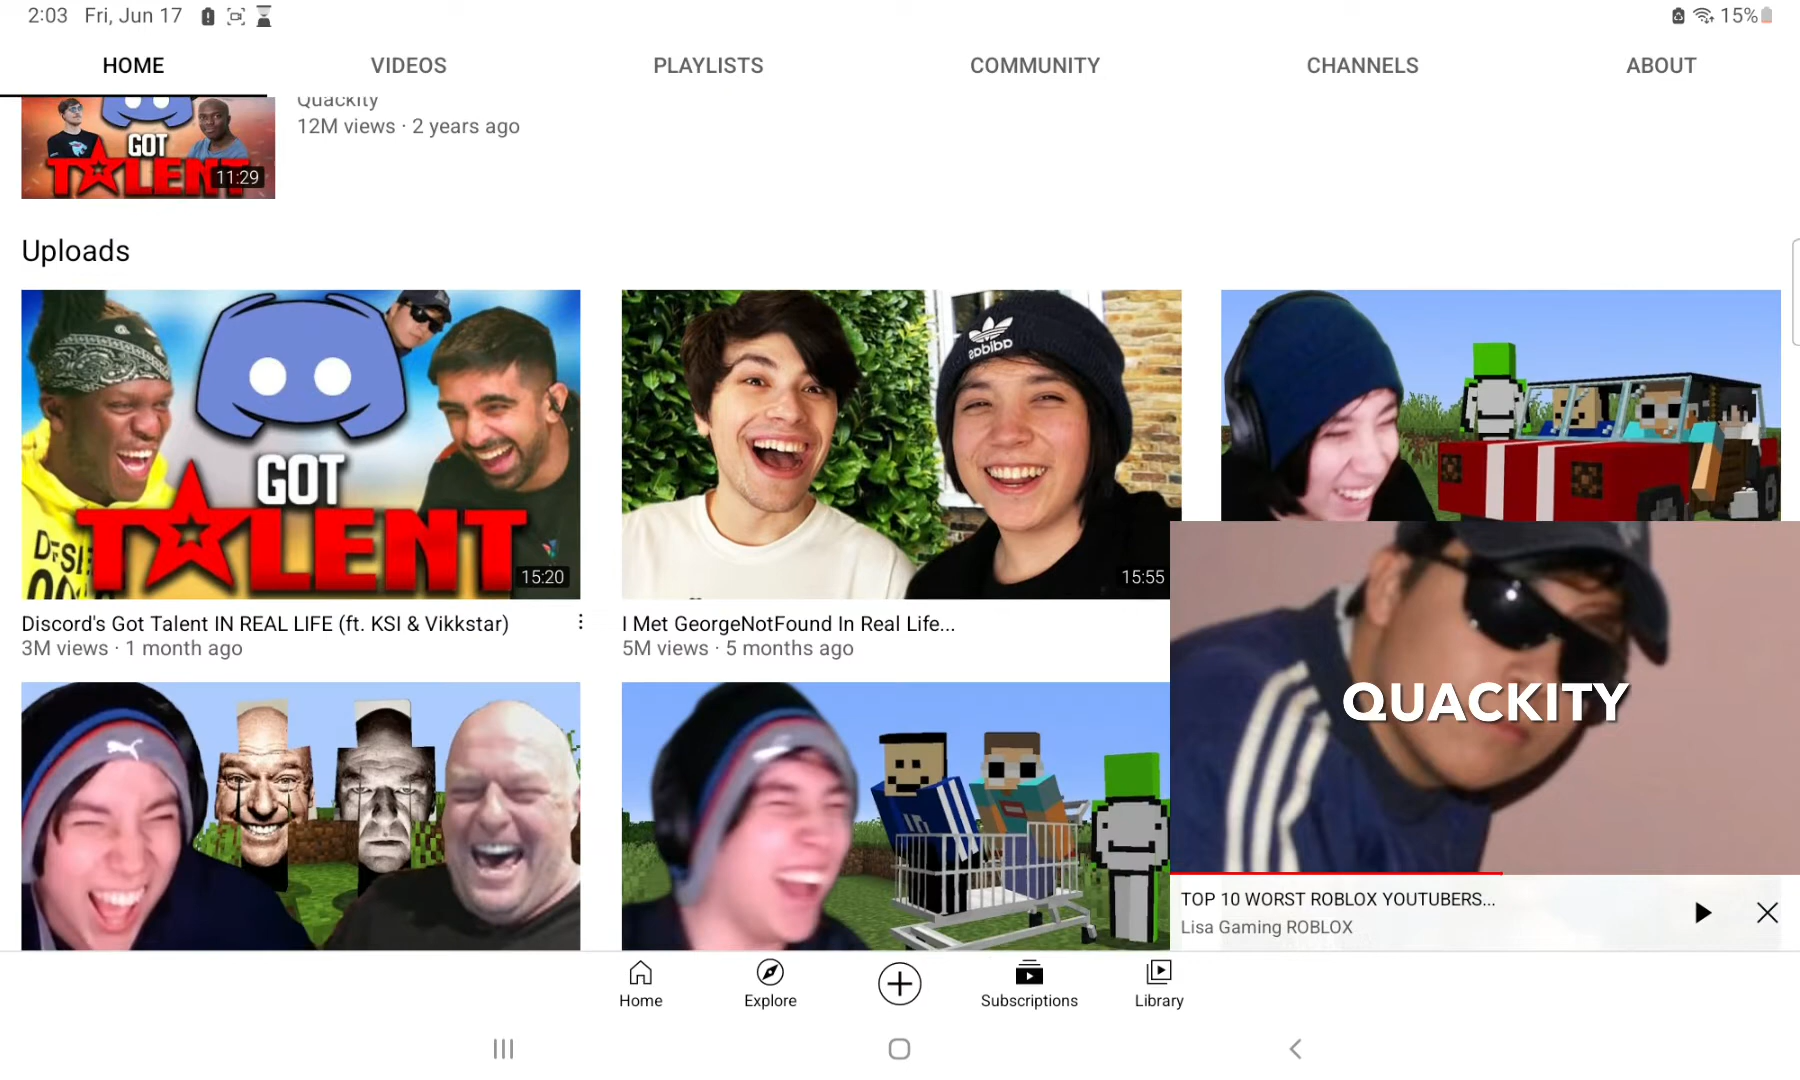 2:03 Fri, Jun 17
15%
HOME VIDEOS PLAYLISTS COMMUNITY CHANNELS ABOUT
Quackity
12M views · 2 years ago
GOT
TALENT
11:29
Uploads
GOT
TALENT
15:20
adidas
15:55
Discord's Got Talent IN REAL LIFE (ft. KSI & Vikkstar)
3M views · 1 month ago
I Met GeorgeNotFound In Real Life...
5M views · 5 months ago
QUACKITY
TOP 10 WORST ROBLOX YOUTUBERS...
Lisa Gaming ROBLOX
Home Explore Subscriptions Library